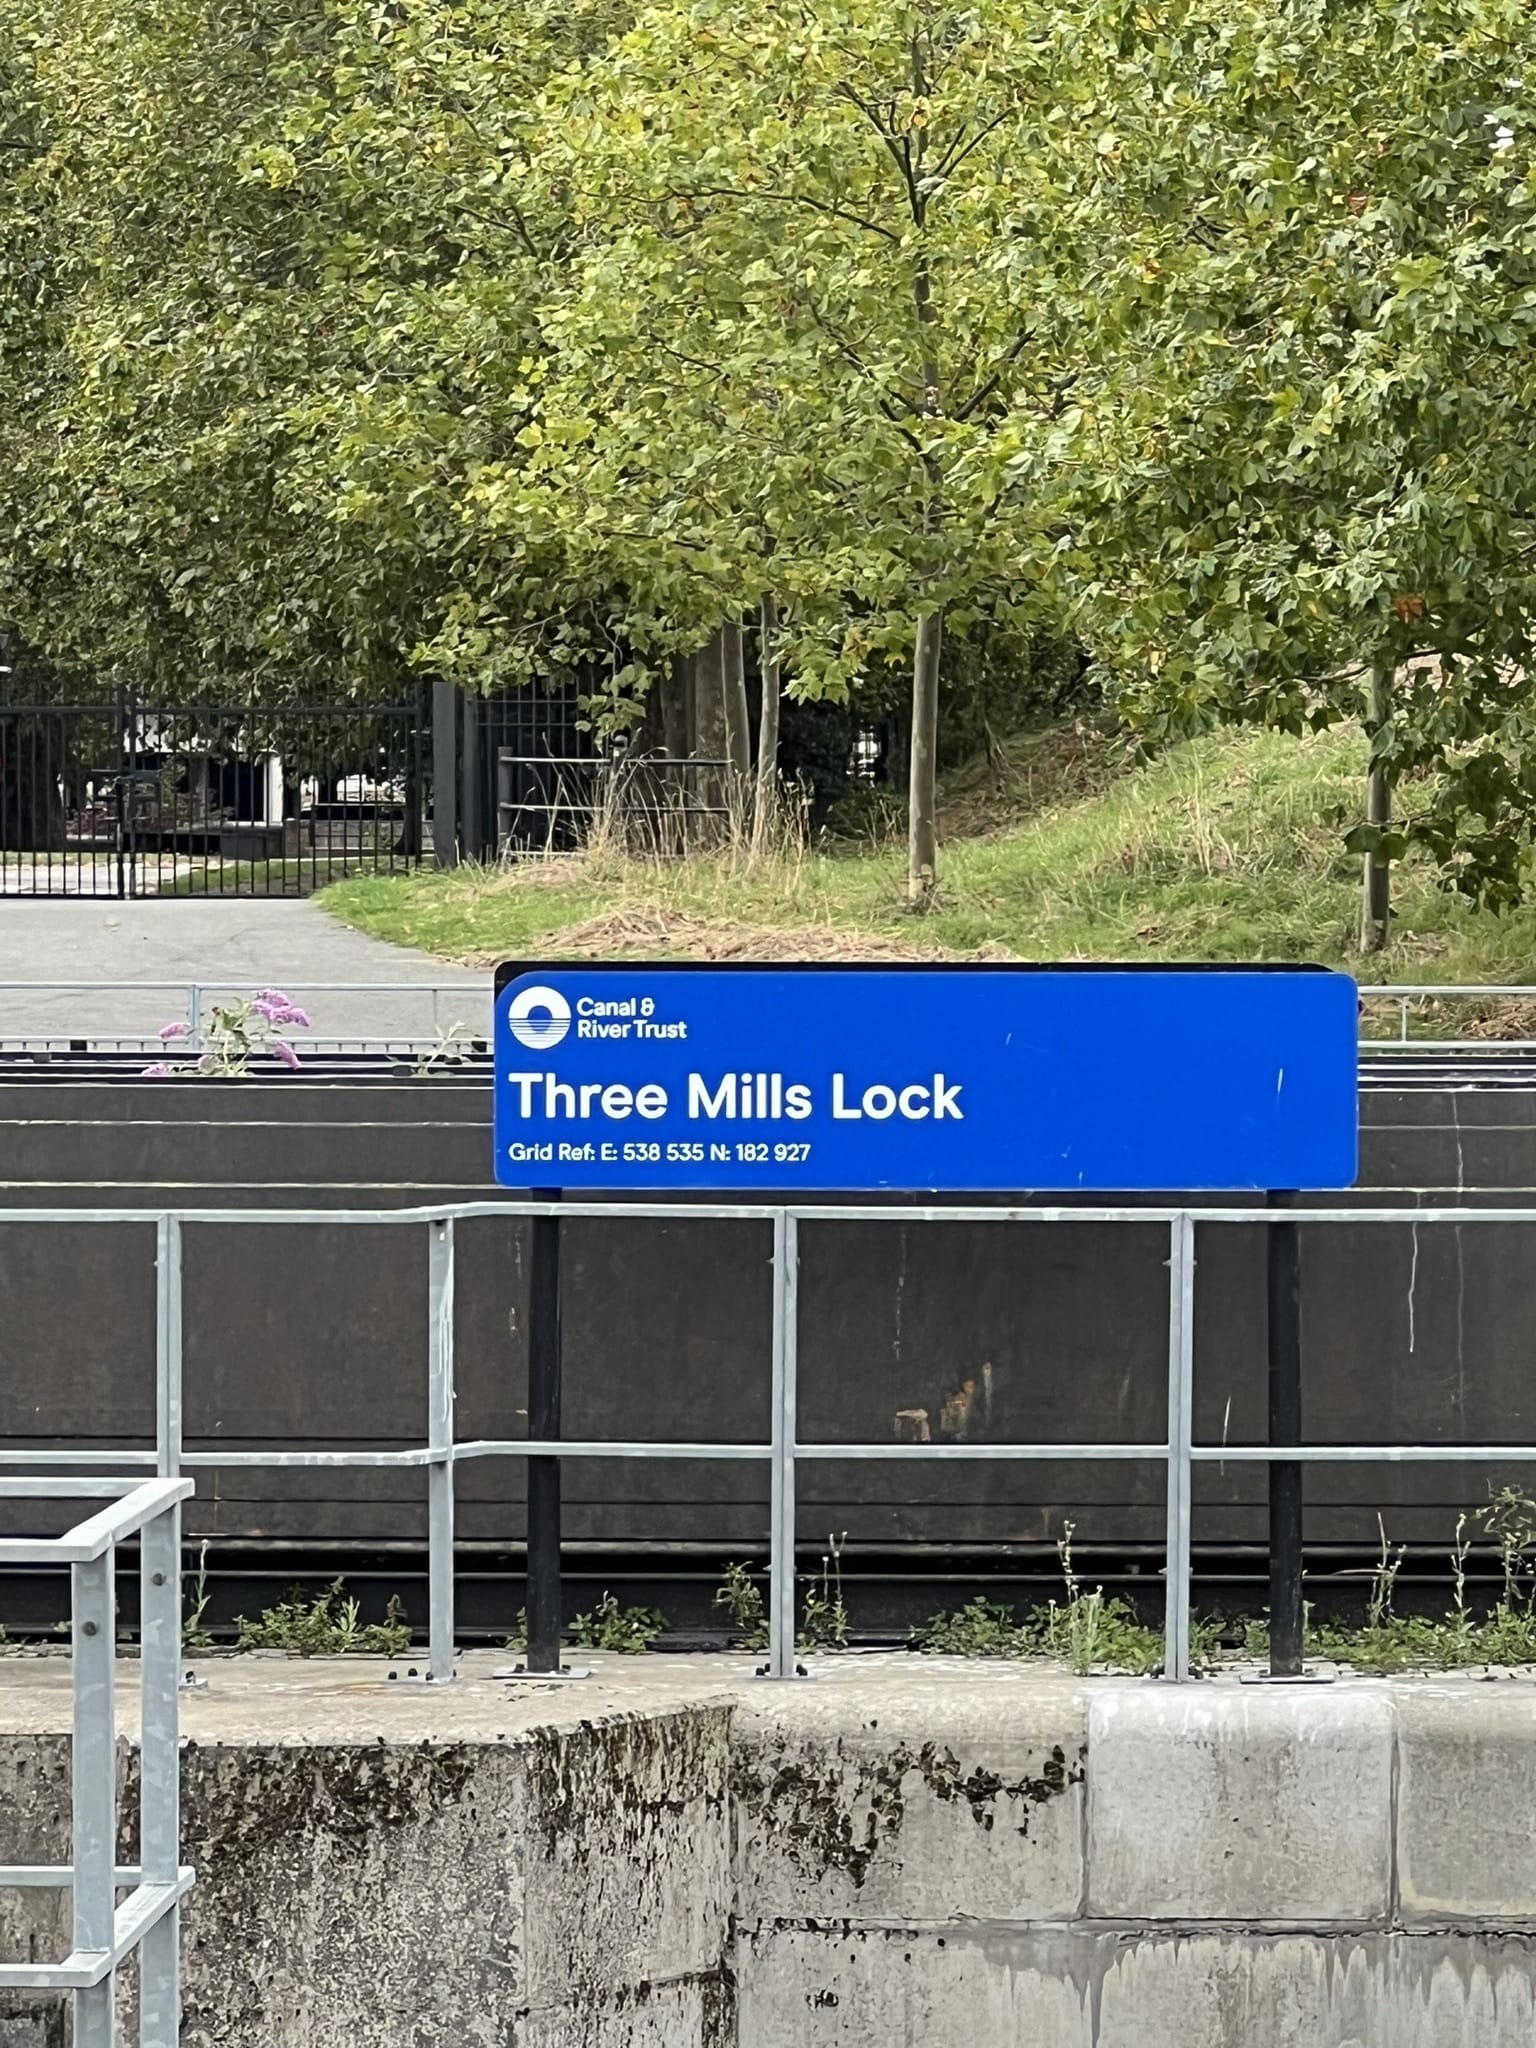 Canal &
River Trust
Three Mills Lock
Grid Ref: E: 538 535 N: 182 927